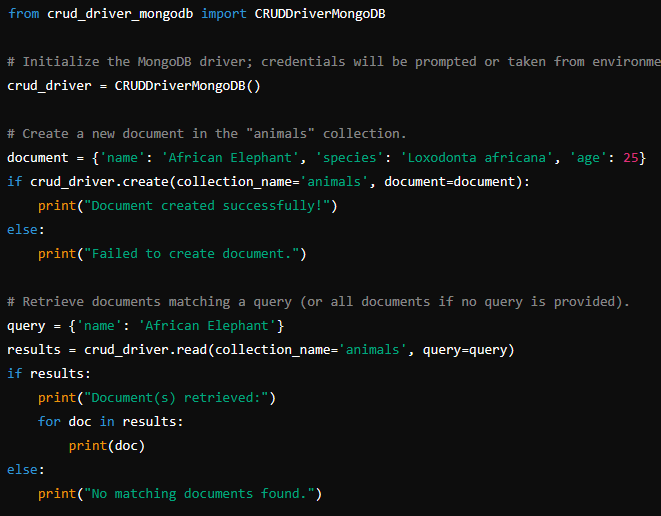 from crud_driver_mongodb import CRUDDriverMongoDB
# Initialize the MongoDB driver; credentials will be prompted or taken from environme
crud_driver = CRUDDriverMongoDB()
# Create a new document in the "animals" collection.
document = {'name': 'African Elephant', 'species': 'Loxodonta africana', 'age': 25}
if crud_driver.create(collection_name='animals', document=document):
    print("Document created successfully!")
else:
    print("Failed to create document.")
# Retrieve documents matching a query (or all documents if no query is provided).
query = {'name': 'African Elephant'}
results = crud_driver.read(collection_name='animals', query=query)
if results:
    print("Document(s) retrieved:")
    for doc in results:
        print(doc)
else:
    print("No matching documents found.")